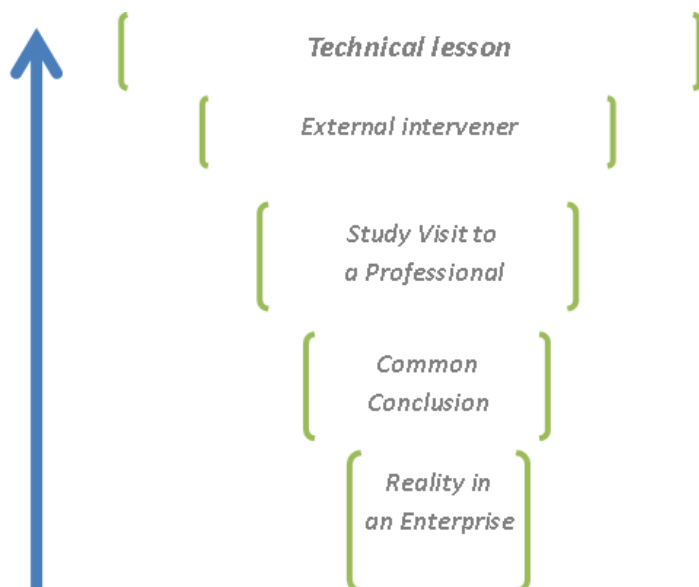 Technical lesson
External intervener
Study Visit to
a Professional
Common
Conclusion
Reality in
an Enterprise